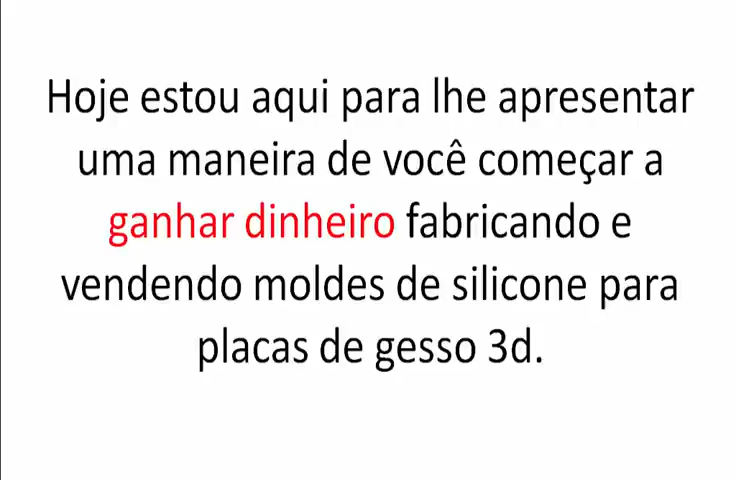 Hoje estou aqui para lhe apresentar
uma maneira de você começar a
ganhar dinheiro fabricando e
vendendo moldes de silicone para
placas de gesso 3d.